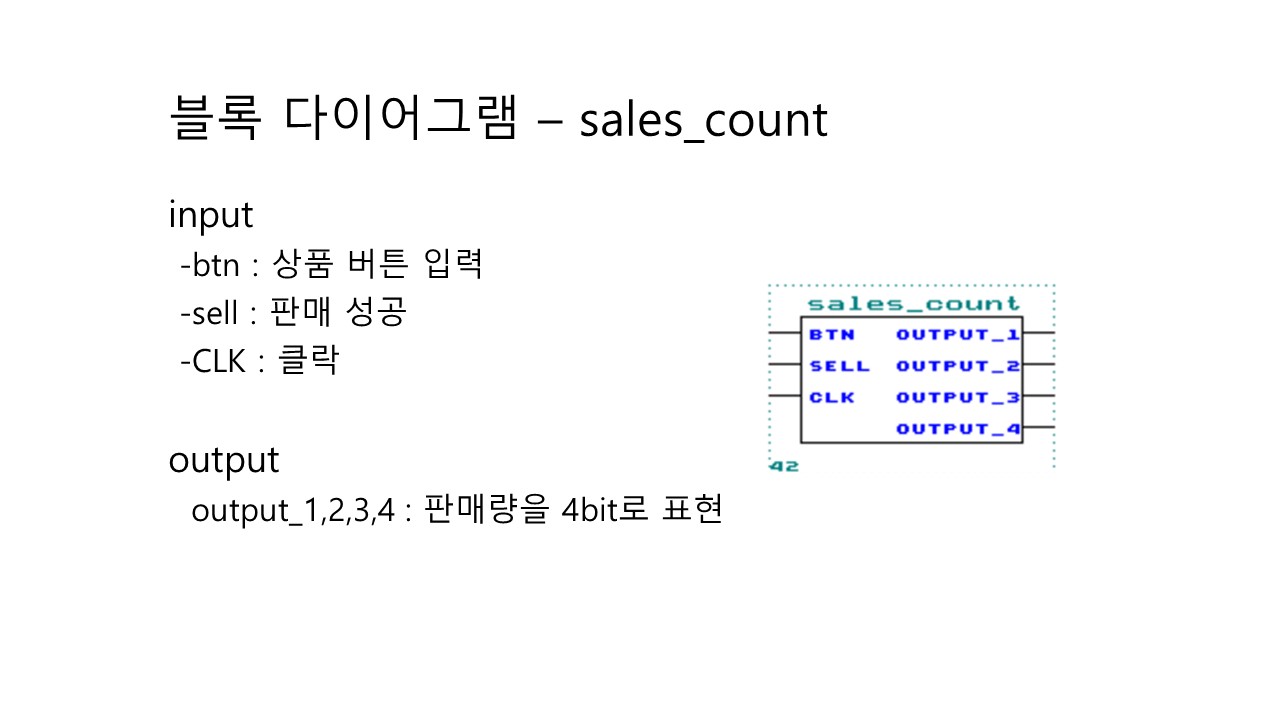 블록 다이어그램 – sales_count
input
-btn : 상품 버튼 입력
-sell : 판매 성공
-CLK : 클락
output
output_1,2,3,4 : 판매량을 4bit로 표현
sales_count
BTN OUTPUT_1
SELL OUTPUT_2
CLK OUTPUT_3
OUTPUT_4
42